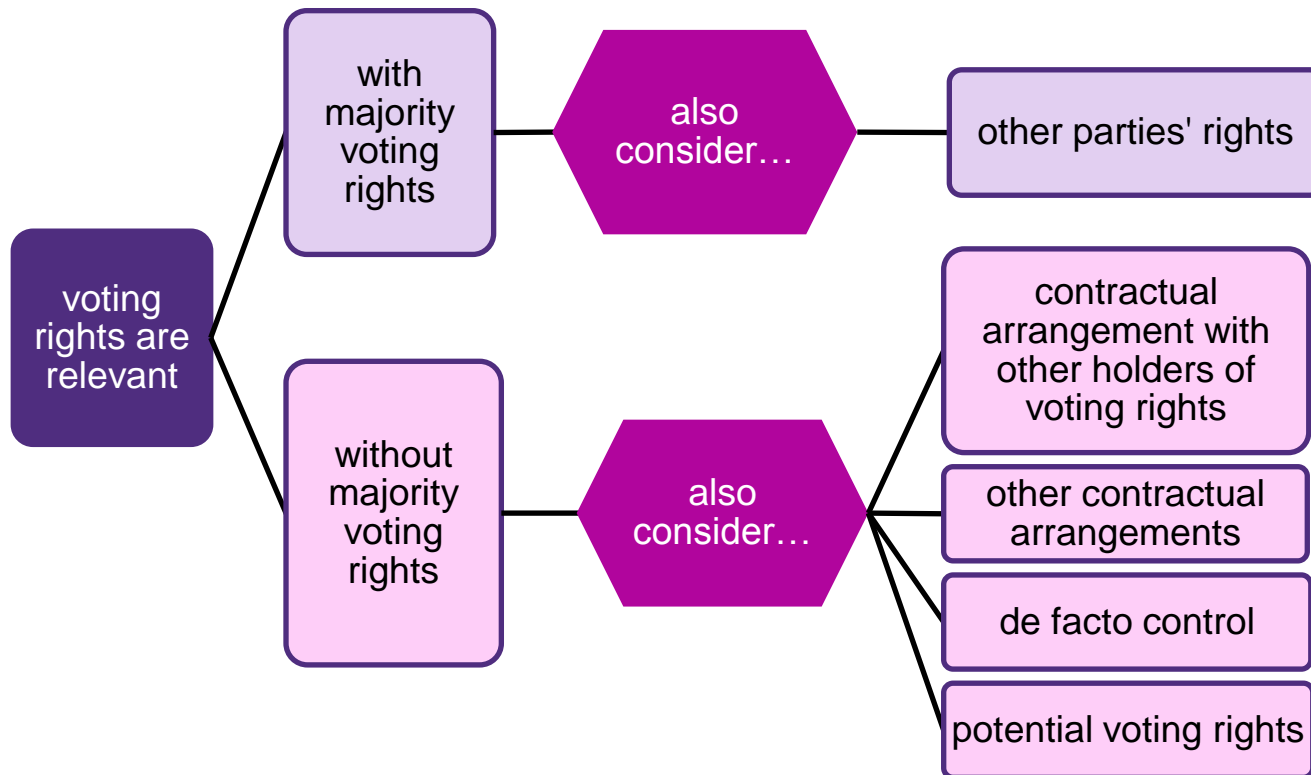 with
majority
voting
rights
also
consider…
other parties' rights
voting
rights are
relevant
without
majority
voting
rights
also
consider…
contractual
arrangement with
other holders of
voting rights
other contractual
arrangements
de facto control
potential voting rights